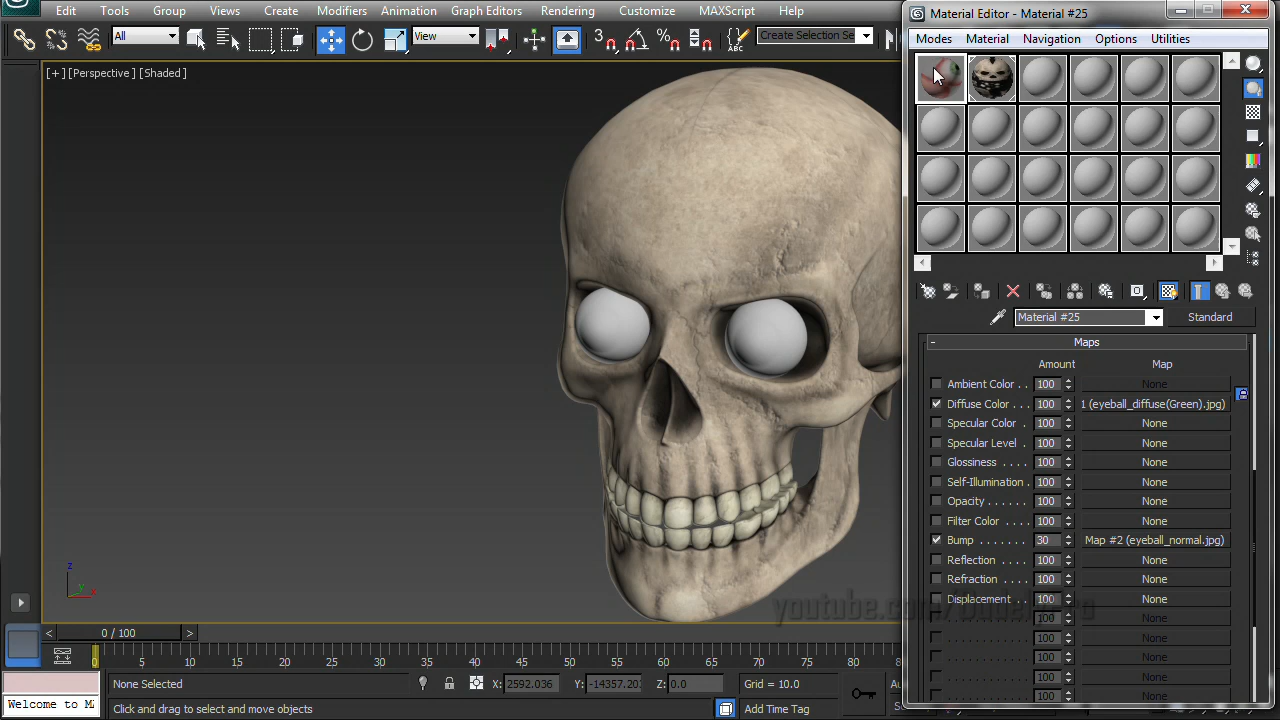 Edit Tools Group Views Create Modifiers Animation Graph Editors Rendering Customize MAXScript Help
All View Create Selection Se
[+] [Perspective] [Shaded]
z
y x
youtube.com/
< 0 / 100 >
0 5 10 15 20 25 30 35 40 45 50 55 60 65 70 75 80
None Selected X: 2592.036 Y: -14357.203 Z: 0.0 Grid = 10.0 Au
Welcome to MA Click and drag to select and move objects Add Time Tag
Material Editor - Material #25
Modes Material Navigation Options Utilities
Material #25 Standard
- Maps
Amount Map
Ambient Color . . 100 None
Diffuse Color . . . 100 1 (eyeball_diffuse(Green).jpg)
Specular Color . 100 None
Specular Level . 100 None
Glossiness . . . . 100 None
Self-Illumination . 100 None
Opacity . . . . . . 100 None
Filter Color . . . . 100 None
Bump . . . . . . . 30 Map #2 (eyeball_normal.jpg)
Reflection . . . . 100 None
Refraction . . . . 100 None
Displacement . . 100 None
. . . . . . . . . . . 100 None
. . . . . . . . . . . 100 None
. . . . . . . . . . . 100 None
. . . . . . . . . . . 100 None
. . . . . . . . . . . 100 None